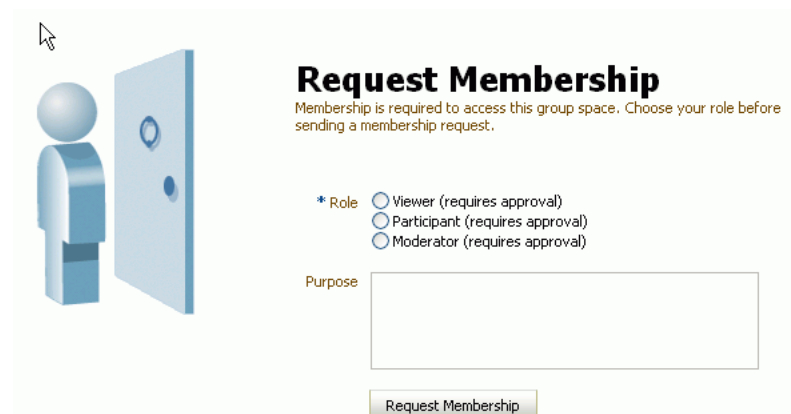 Request Membership
Membership is required to access this group space. Choose your role before
sending a membership request.
* Role
Viewer (requires approval)
Participant (requires approval)
Moderator (requires approval)
Purpose
Request Membership